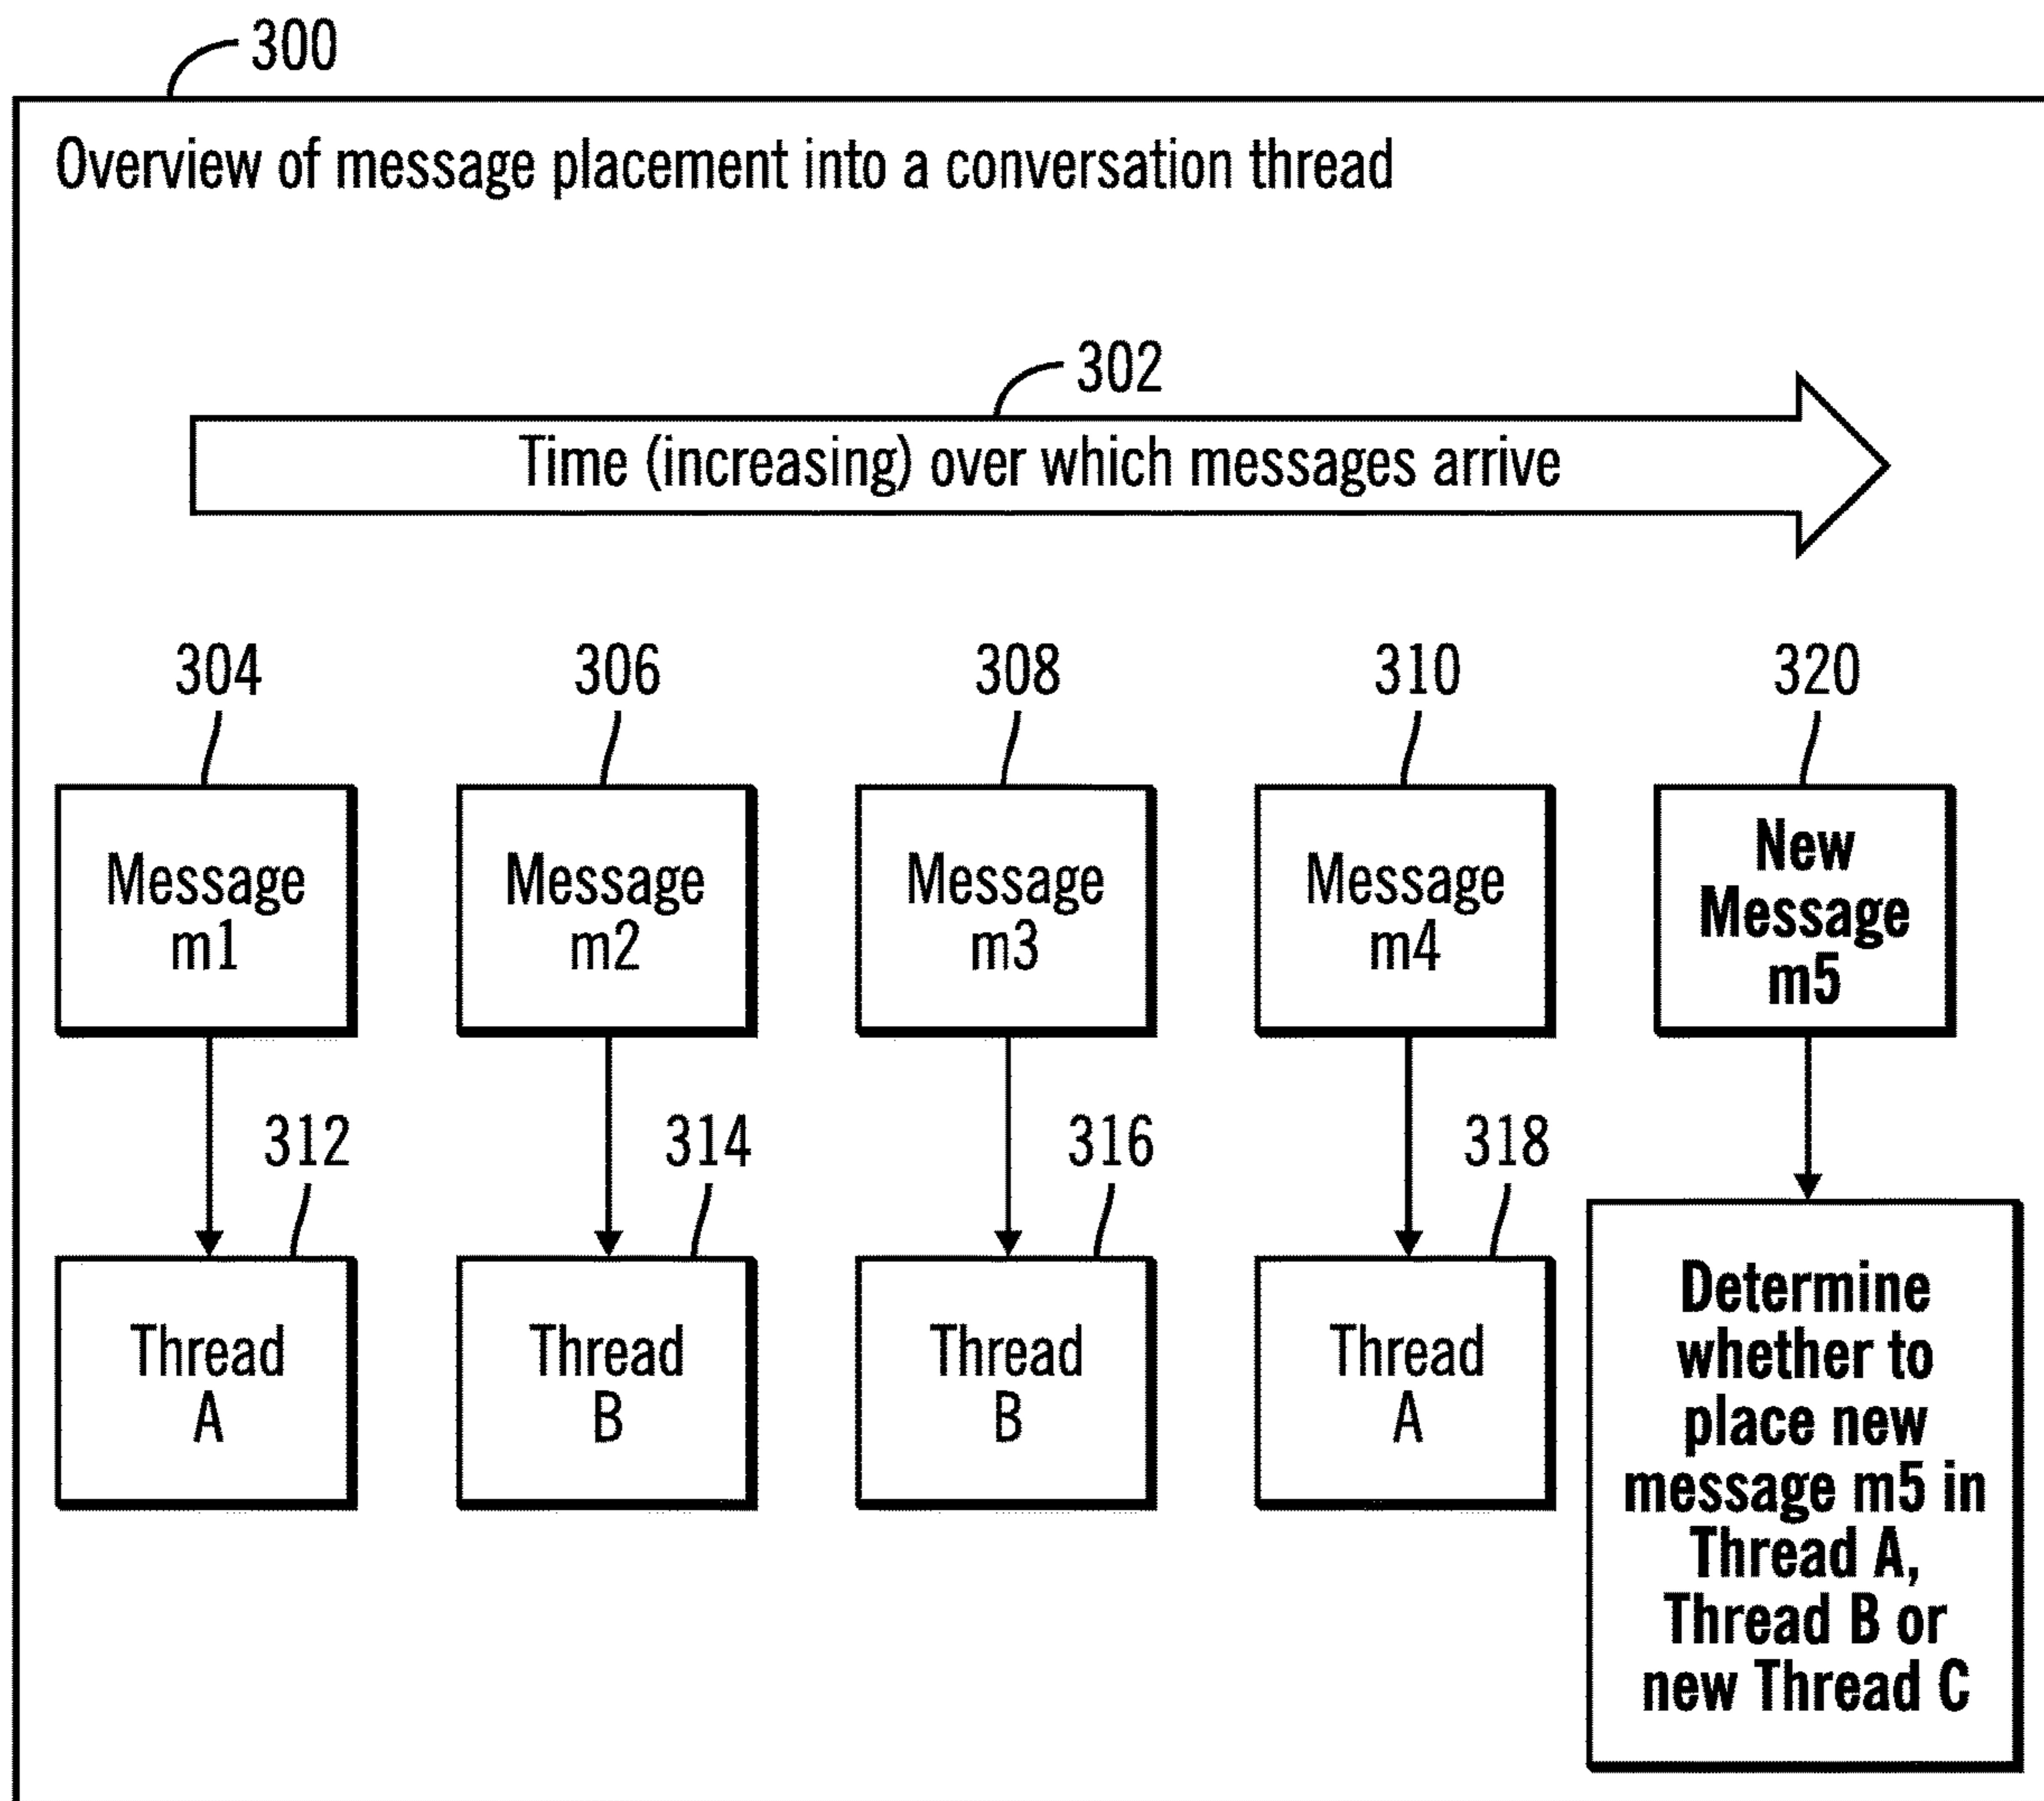 300
Overview of message placement into a conversation thread
302
Time (increasing) over which messages arrive
304
306
308
310
320
Message
m1
Message
m2
Message
m3
Message
m4
New
Message
m5
312
314
316
318
Thread
A
Thread
B
Thread
B
Thread
A
Determine
whether to
place new
message m5 in
Thread A,
Thread B or
new Thread C